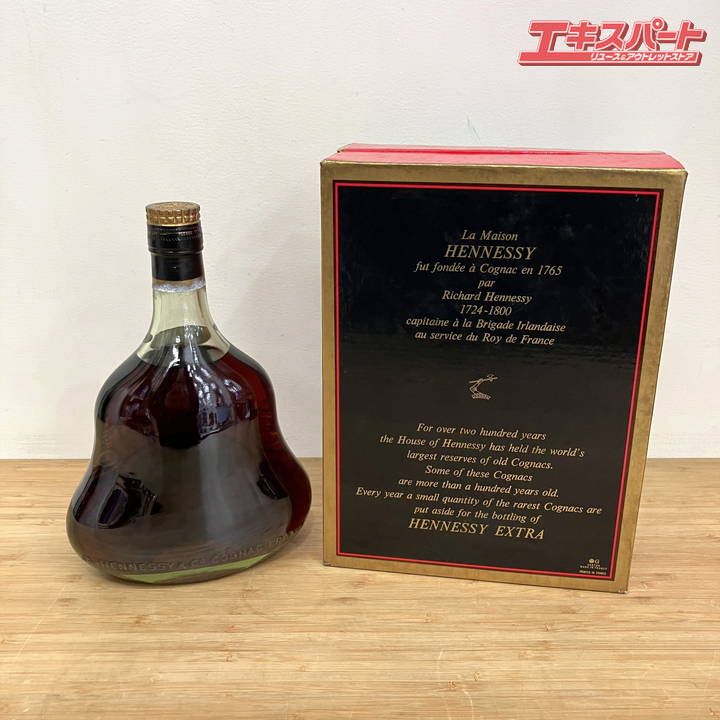 エキスパート
リユース&アウトレットストア
La Maison
HENNESSY
fut fondée à Cognac en 1765
par
Richard Hennessy
1724-1800
capitaine à la Brigade Irlandaise
au service du Roy de France
For over two hundred years
the House of Hennessy has held the world's
largest reserves of old Cognacs.
Some of these Cognacs
are more than a hundred years old.
Every year a small quantity of the rarest Cognacs are
put aside for the bottling of
HENNESSY EXTRA
HENNESSY & Co COGNAC